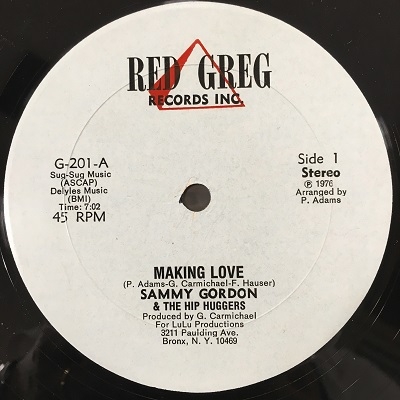 RED GREG
RECORDS INC.
G-201-A
Sug-Sug Music
(ASCAP)
Delyles Music
(BMI)
Time: 7:02
45 RPM
Side 1
Stereo
Ⓟ 1976
Arranged by
P. Adams
MAKING LOVE
(P. Adams-G. Carmichael-F. Hauser)
SAMMY GORDON
& THE HIP HUGGERS
Produced by G. Carmichael
For LuLu Productions
3211 Paulding Ave.
Bronx, N. Y. 10469